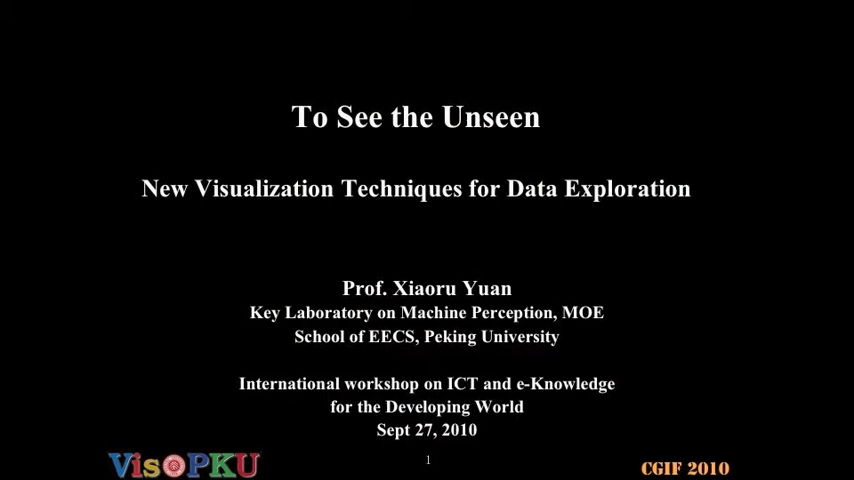 To See the Unseen
New Visualization Techniques for Data Exploration
Prof. Xiaoru Yuan
Key Laboratory on Machine Perception, MOE
School of EECS, Peking University
International workshop on ICT and e-Knowledge
for the Developing World
Sept 27, 2010
Vis@PKU
1
CGIF 2010